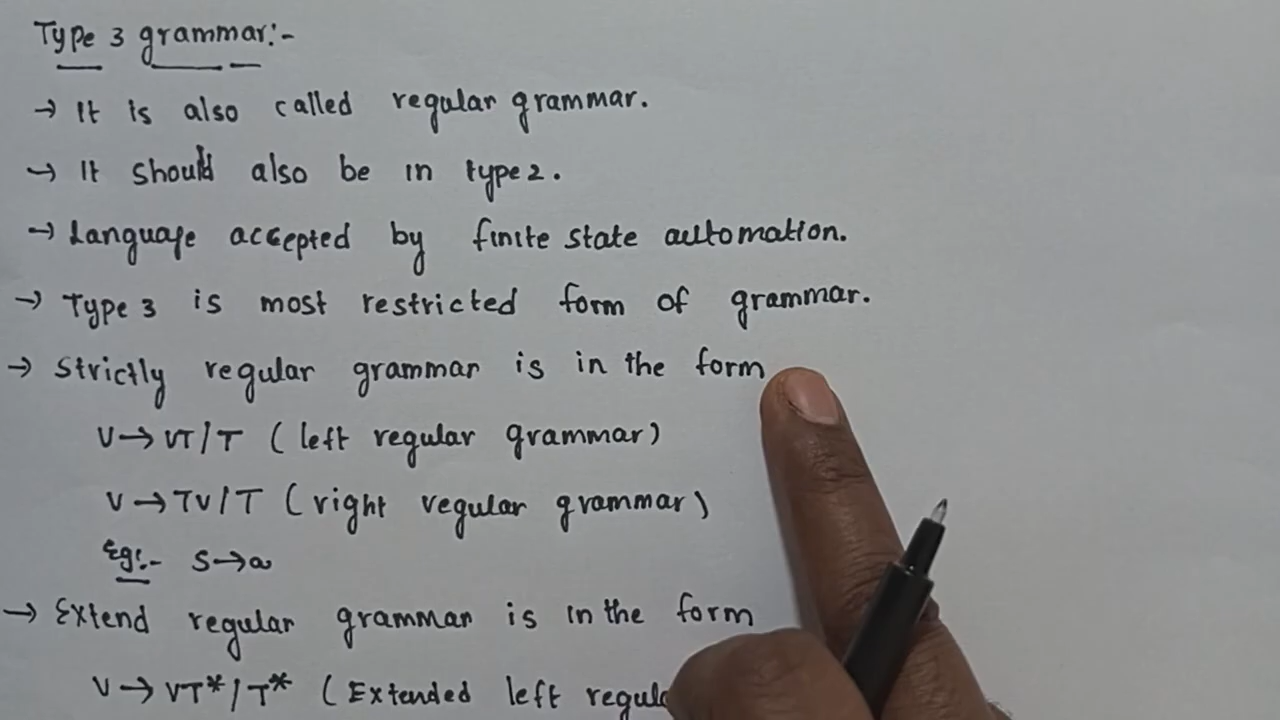 Type 3 grammar:-
→ It is also called regular grammar.
→ It should also be in type 2.
→ Language accepted by finite state automation.
→ Type 3 is most restricted form of grammar.
→ Strictly regular grammar is in the form
V→VT/T (left regular grammar)
V→TV/T (right regular grammar)
Eg:- S→a
→ Extend regular grammar is in the form
V→VT*/T* (Extended left